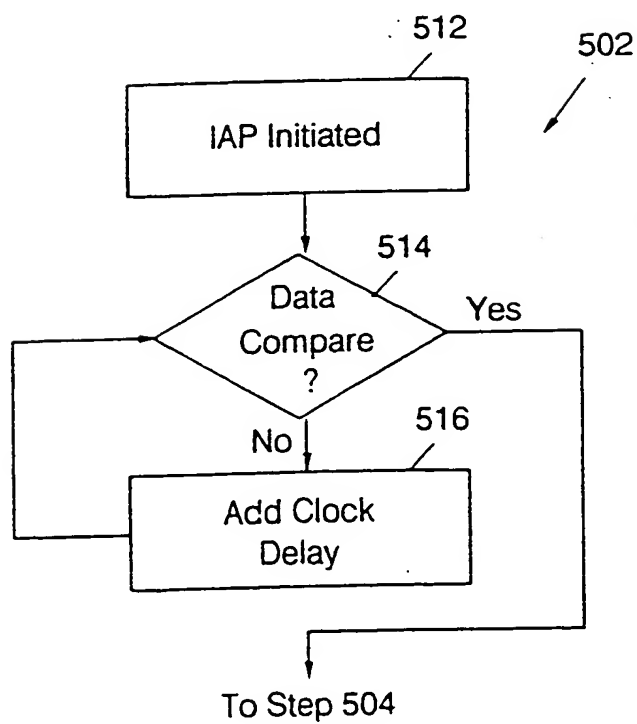 512
502
IAP Initiated
514
Data
Compare
?
Yes
No
516
Add Clock
Delay
To Step 504